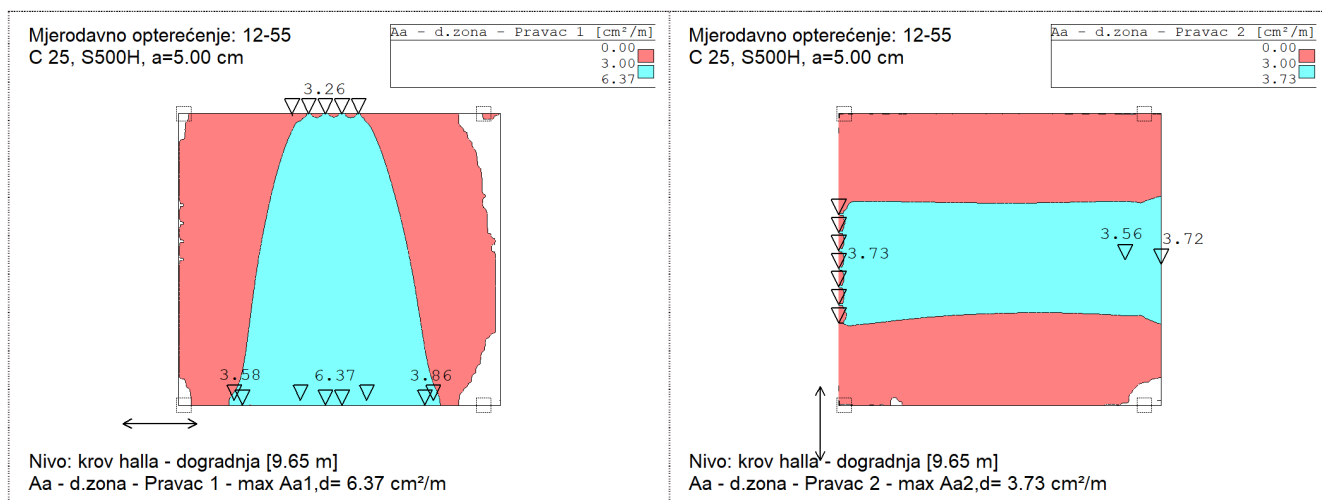 Mjerodavno opterećenje: 12-55
C 25, S500H, a=5.00 cm
Aa - d.zona - Pravac 1 [cm²/m]
0.00
3.00
6.37
3.26
3.58
6.37
3.86
Nivo: krov halla - dogradnja [9.65 m]
Aa - d.zona - Pravac 1 - max Aa1,d= 6.37 cm²/m
Mjerodavno opterećenje: 12-55
C 25, S500H, a=5.00 cm
Aa - d.zona - Pravac 2 [cm²/m]
0.00
3.00
3.73
3.56
3.72
3.73
Nivo: krov halla - dogradnja [9.65 m]
Aa - d.zona - Pravac 2 - max Aa2,d= 3.73 cm²/m